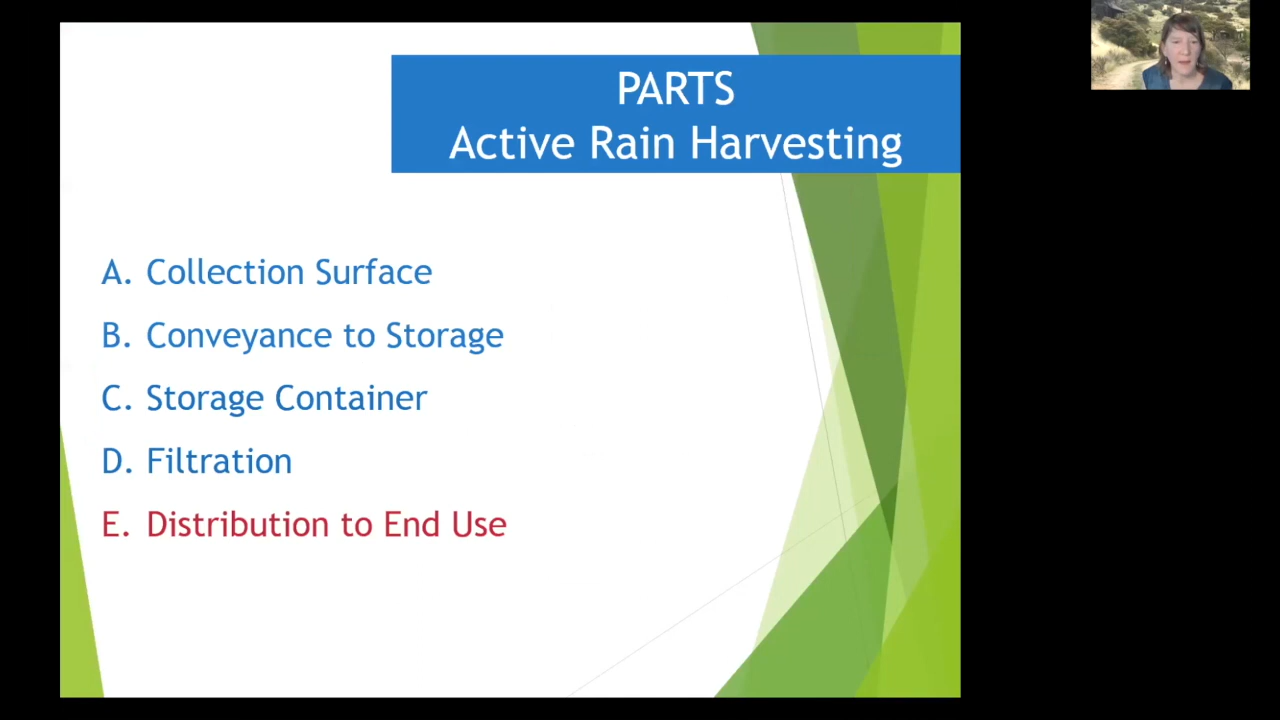 PARTS
Active Rain Harvesting
A. Collection Surface
B. Conveyance to Storage
C. Storage Container
D. Filtration
E. Distribution to End Use